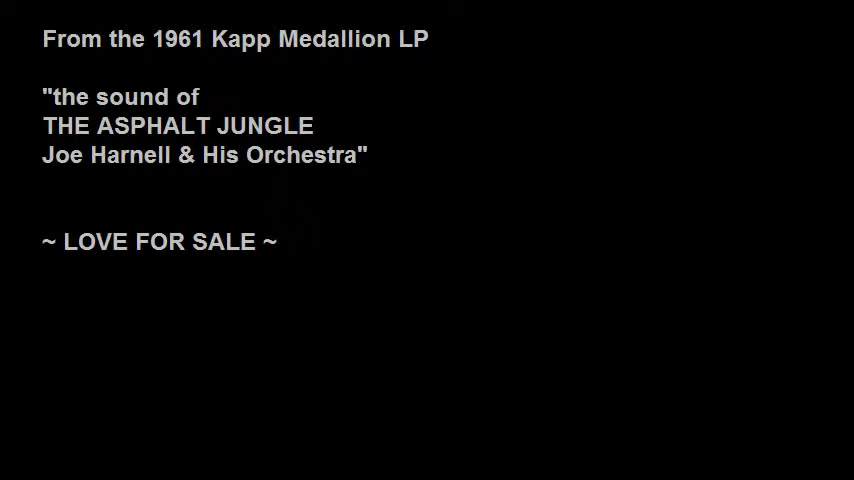 From the 1961 Kapp Medallion LP
"the sound of
THE ASPHALT JUNGLE
Joe Harnell & His Orchestra"
~ LOVE FOR SALE ~